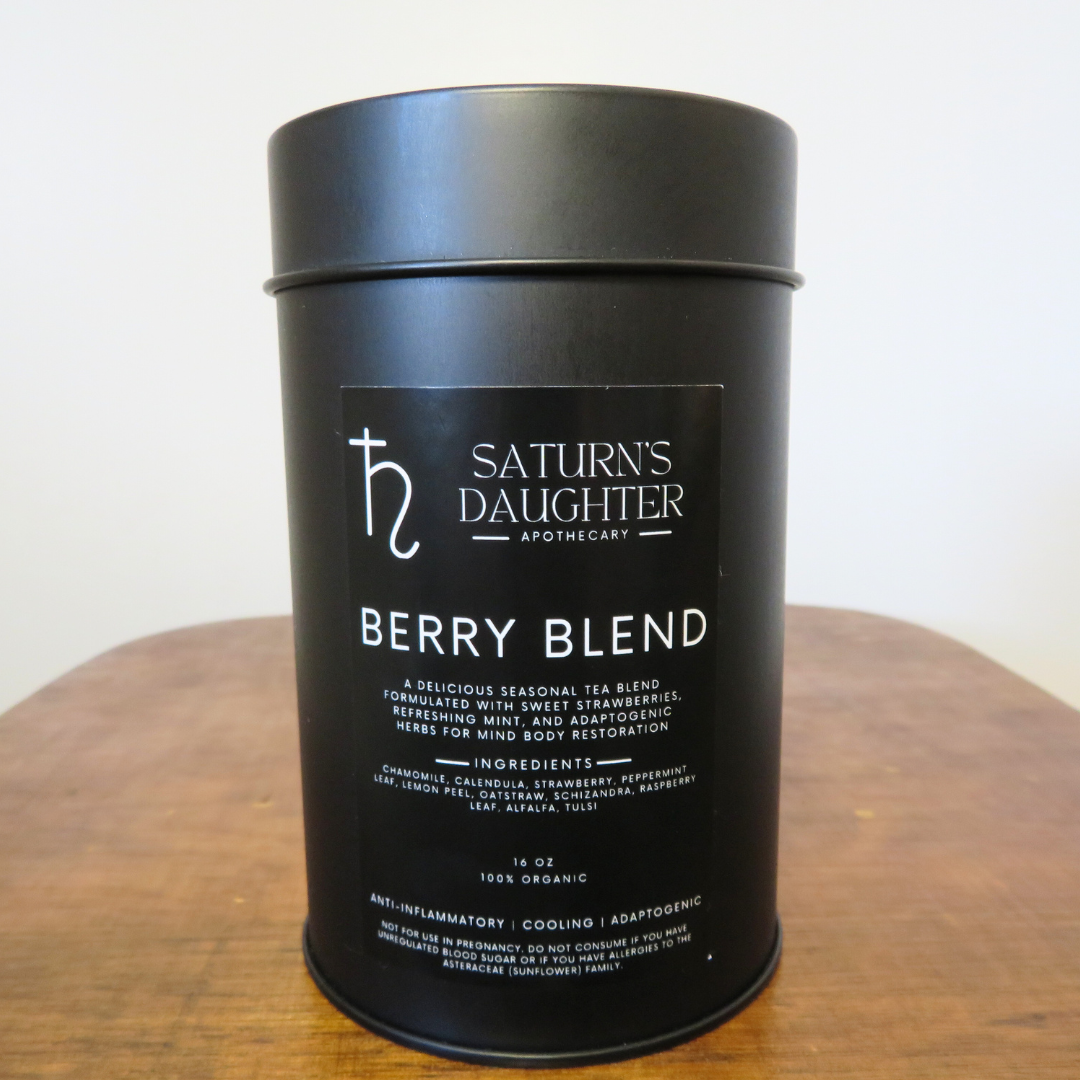 SATURN'S
DAUGHTER
APOTHECARY
BERRY BLEND
A DELICIOUS SEASONAL TEA BLEND
FORMULATED WITH SWEET STRAWBERRIES,
REFRESHING MINT, AND ADAPTOGENIC
HERBS FOR MIND BODY RESTORATION
INGREDIENTS
CHAMOMILE, CALENDULA, STRAWBERRY, PEPPERMINT
LEAF, LEMON PEEL, OATSTRAW, SCHIZANDRA, RASPBERRY
LEAF, ALFALFA, TULSI
16 OZ
100% ORGANIC
ANTI-INFLAMMATORY | COOLING | ADAPTOGENIC
NOT FOR USE IN PREGNANCY. DO NOT CONSUME IF YOU HAVE
UNREGULATED BLOOD SUGAR OR IF YOU HAVE ALLERGIES TO THE
ASTERACEAE (SUNFLOWER) FAMILY.